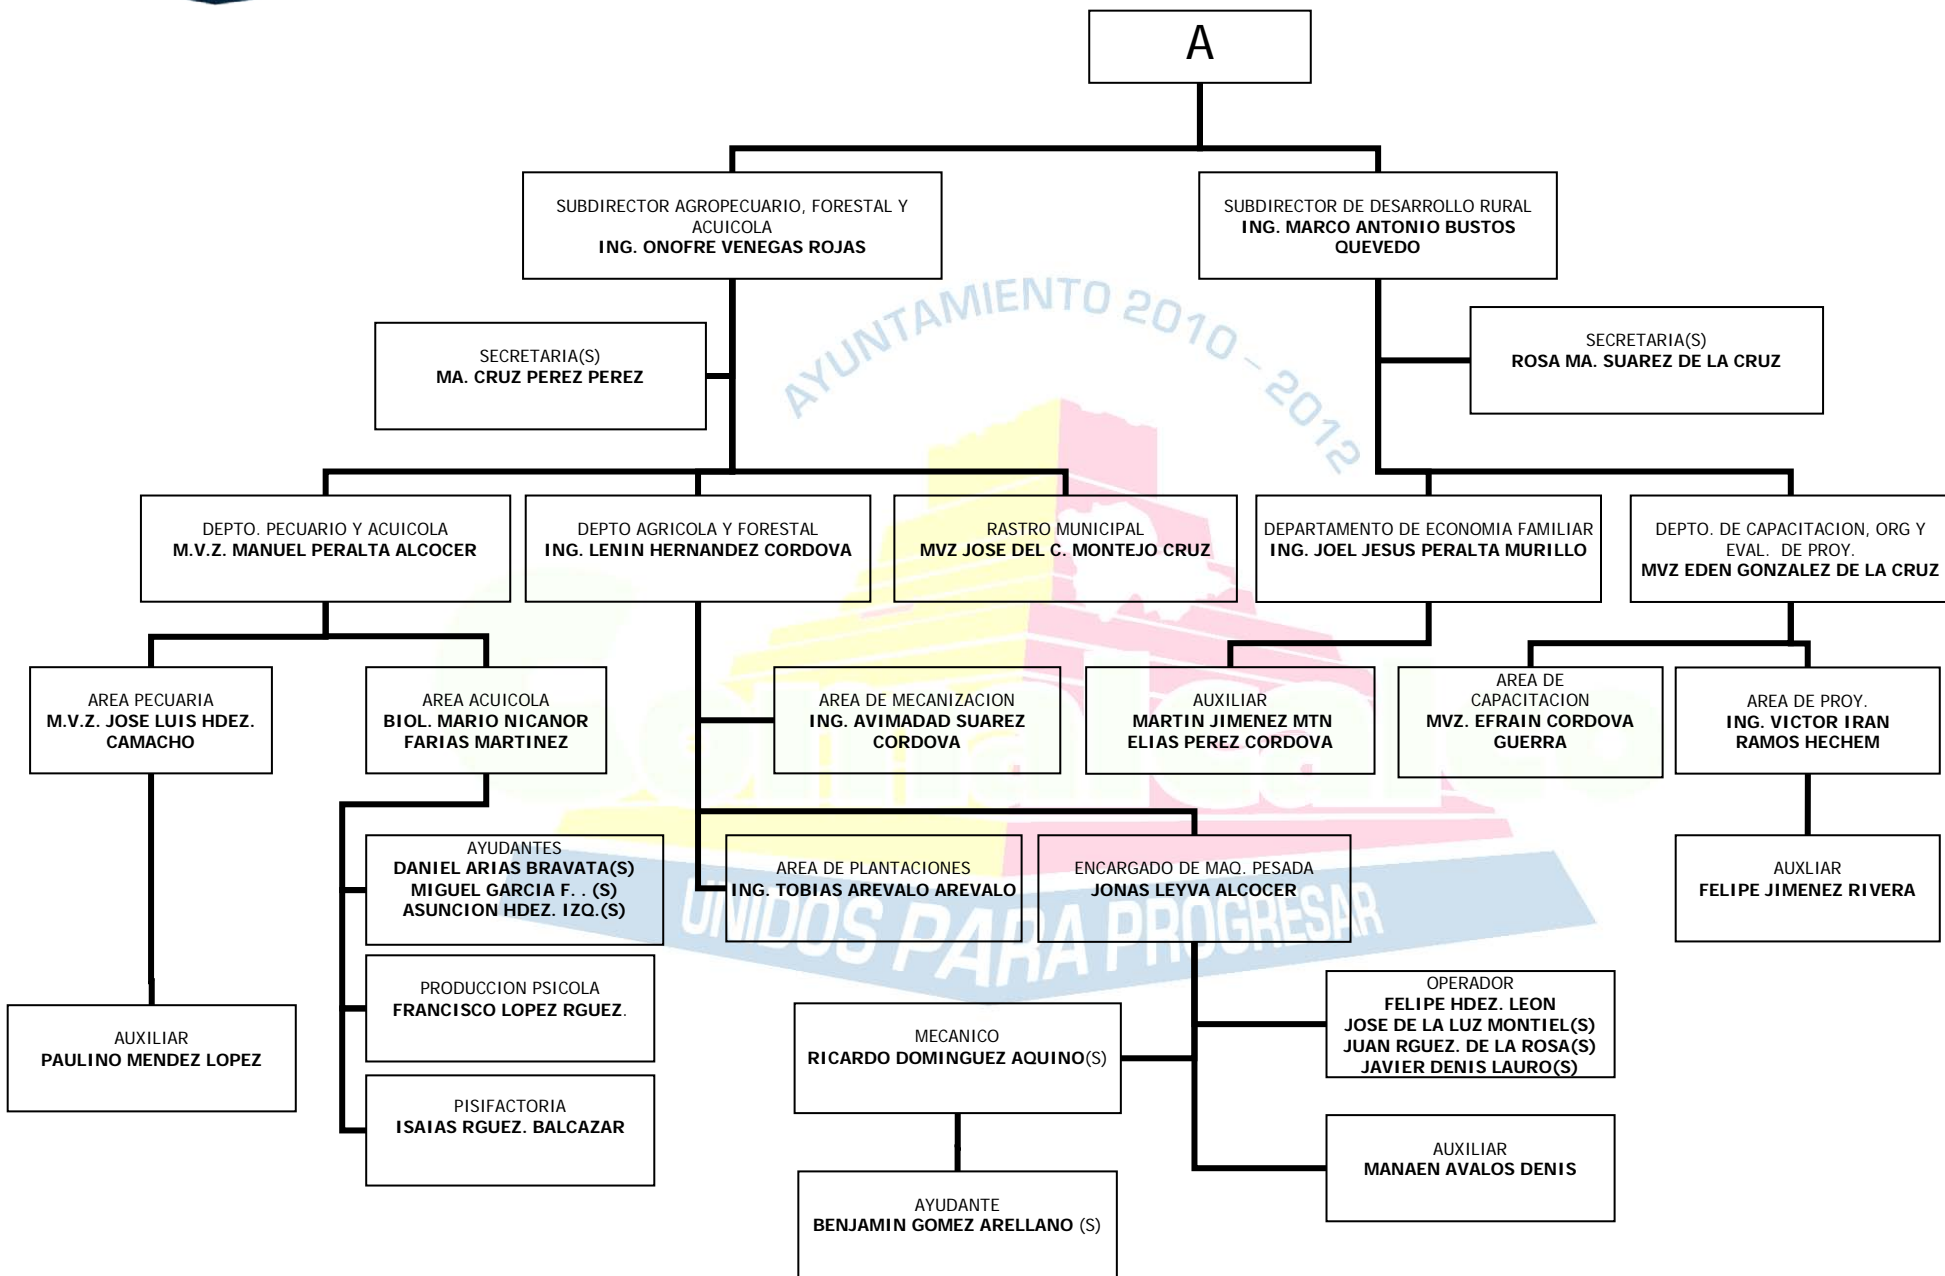 A
SUBDIRECTOR AGROPECUARIO, FORESTAL Y
ACUICOLA
ING. ONOFRE VENEGAS ROJAS
SUBDIRECTOR DE DESARROLLO RURAL
ING. MARCO ANTONIO BUSTOS
QUEVEDO
AYUNTAMIENTO 2010 - 2012
SECRETARIA(S)
MA. CRUZ PEREZ PEREZ
SECRETARIA(S)
ROSA MA. SUAREZ DE LA CRUZ
DEPTO. PECUARIO Y ACUICOLA
M.V.Z. MANUEL PERALTA ALCOCER
DEPTO AGRICOLA Y FORESTAL
ING. LENIN HERNANDEZ CORDOVA
RASTRO MUNICIPAL
MVZ JOSE DEL C. MONTEJO CRUZ
DEPARTAMENTO DE ECONOMIA FAMILIAR
ING. JOEL JESUS PERALTA MURILLO
DEPTO. DE CAPACITACION, ORG Y
EVAL. DE PROY.
MVZ EDEN GONZALEZ DE LA CRUZ
AREA PECUARIA
M.V.Z. JOSE LUIS HDEZ.
CAMACHO
AREA ACUICOLA
BIOL. MARIO NICANOR
FARIAS MARTINEZ
AREA DE MECANIZACION
ING. AVIMADAD SUAREZ
CORDOVA
AUXILIAR
MARTIN JIMENEZ MTN
ELIAS PEREZ CORDOVA
AREA DE
CAPACITACION
MVZ. EFRAIN CORDOVA
GUERRA
AREA DE PROY.
ING. VICTOR IRAN
RAMOS HECHEM
Comalcalco
AYUDANTES
DANIEL ARIAS BRAVATA(S)
MIGUEL GARCIA F. . (S)
ASUNCION HDEZ. IZQ.(S)
AREA DE PLANTACIONES
ING. TOBIAS AREVALO AREVALO
ENCARGADO DE MAQ. PESADA
JONAS LEYVA ALCOCER
AUXLIAR
FELIPE JIMENEZ RIVERA
UNIDOS PARA PROGRESAR
PRODUCCION PSICOLA
FRANCISCO LOPEZ RGUEZ.
OPERADOR
FELIPE HDEZ. LEON
JOSE DE LA LUZ MONTIEL(S)
JUAN RGUEZ. DE LA ROSA(S)
JAVIER DENIS LAURO(S)
AUXILIAR
PAULINO MENDEZ LOPEZ
MECANICO
RICARDO DOMINGUEZ AQUINO(S)
PISIFACTORIA
ISAIAS RGUEZ. BALCAZAR
AUXILIAR
MANAEN AVALOS DENIS
AYUDANTE
BENJAMIN GOMEZ ARELLANO (S)